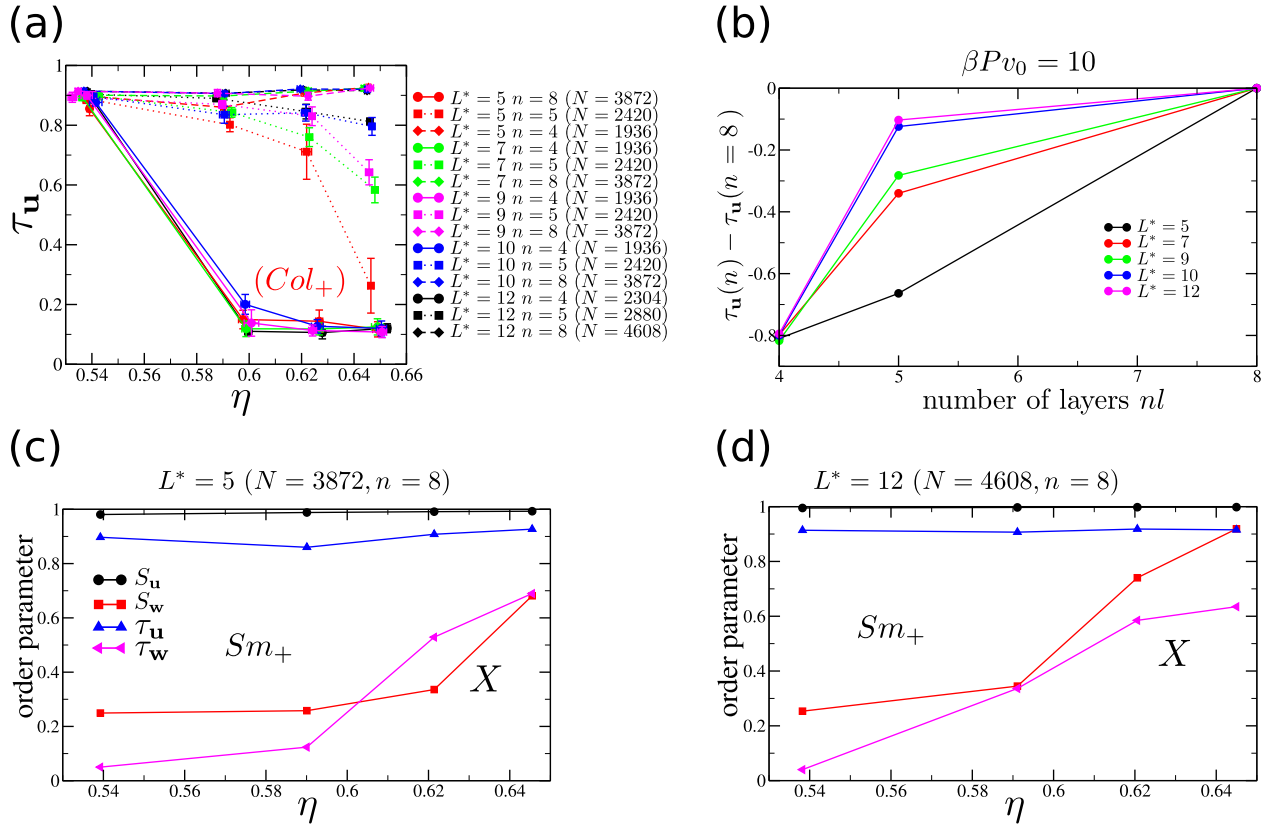 (a)
1
0.8
0.6
0.4
0.2
0
τ_u
0.54 0.56 0.58 0.6 0.62 0.64 0.66
η
(Col₊)
L* = 5 n = 8 (N = 3872)
L* = 5 n = 5 (N = 2420)
L* = 5 n = 4 (N = 1936)
L* = 7 n = 4 (N = 1936)
L* = 7 n = 5 (N = 2420)
L* = 7 n = 8 (N = 3872)
L* = 9 n = 4 (N = 1936)
L* = 9 n = 5 (N = 2420)
L* = 9 n = 8 (N = 3872)
L* = 10 n = 4 (N = 1936)
L* = 10 n = 5 (N = 2420)
L* = 10 n = 8 (N = 3872)
L* = 12 n = 4 (N = 2304)
L* = 12 n = 5 (N = 2880)
L* = 12 n = 8 (N = 4608)
(b)
βPv₀ = 10
0
-0.2
-0.4
-0.6
-0.8
τ_u(n) − τ_u(n = 8)
4 5 6 7 8
number of layers nl
L* = 5
L* = 7
L* = 9
L* = 10
L* = 12
(c)
L* = 5 (N = 3872, n = 8)
1
0.8
0.6
0.4
0.2
0
order parameter
S_u
S_w
τ_u
τ_w
Sm₊
X
0.54 0.56 0.58 0.6 0.62 0.64
η
(d)
L* = 12 (N = 4608, n = 8)
1
0.8
0.6
0.4
0.2
0
order parameter
Sm₊
X
0.54 0.56 0.58 0.6 0.62 0.64
η